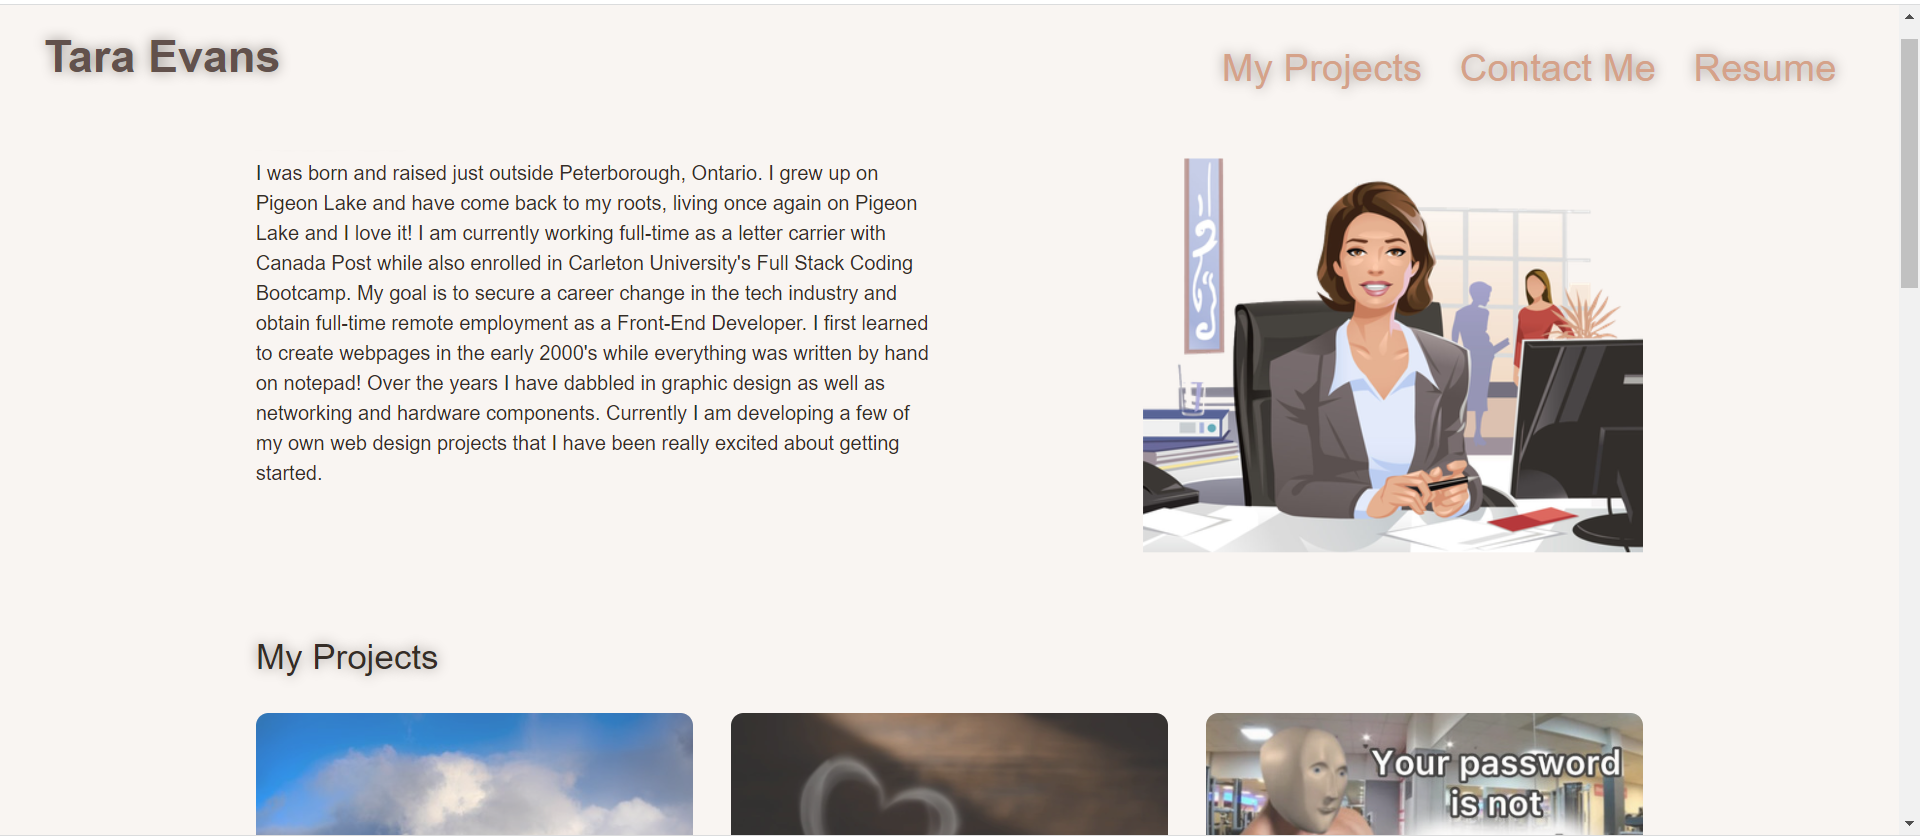 Tara Evans
My Projects Contact Me Resume
I was born and raised just outside Peterborough, Ontario. I grew up on
Pigeon Lake and have come back to my roots, living once again on Pigeon
Lake and I love it! I am currently working full-time as a letter carrier with
Canada Post while also enrolled in Carleton University's Full Stack Coding
Bootcamp. My goal is to secure a career change in the tech industry and
obtain full-time remote employment as a Front-End Developer. I first learned
to create webpages in the early 2000's while everything was written by hand
on notepad! Over the years I have dabbled in graphic design as well as
networking and hardware components. Currently I am developing a few of
my own web design projects that I have been really excited about getting
started.
My Projects
Your password
is not